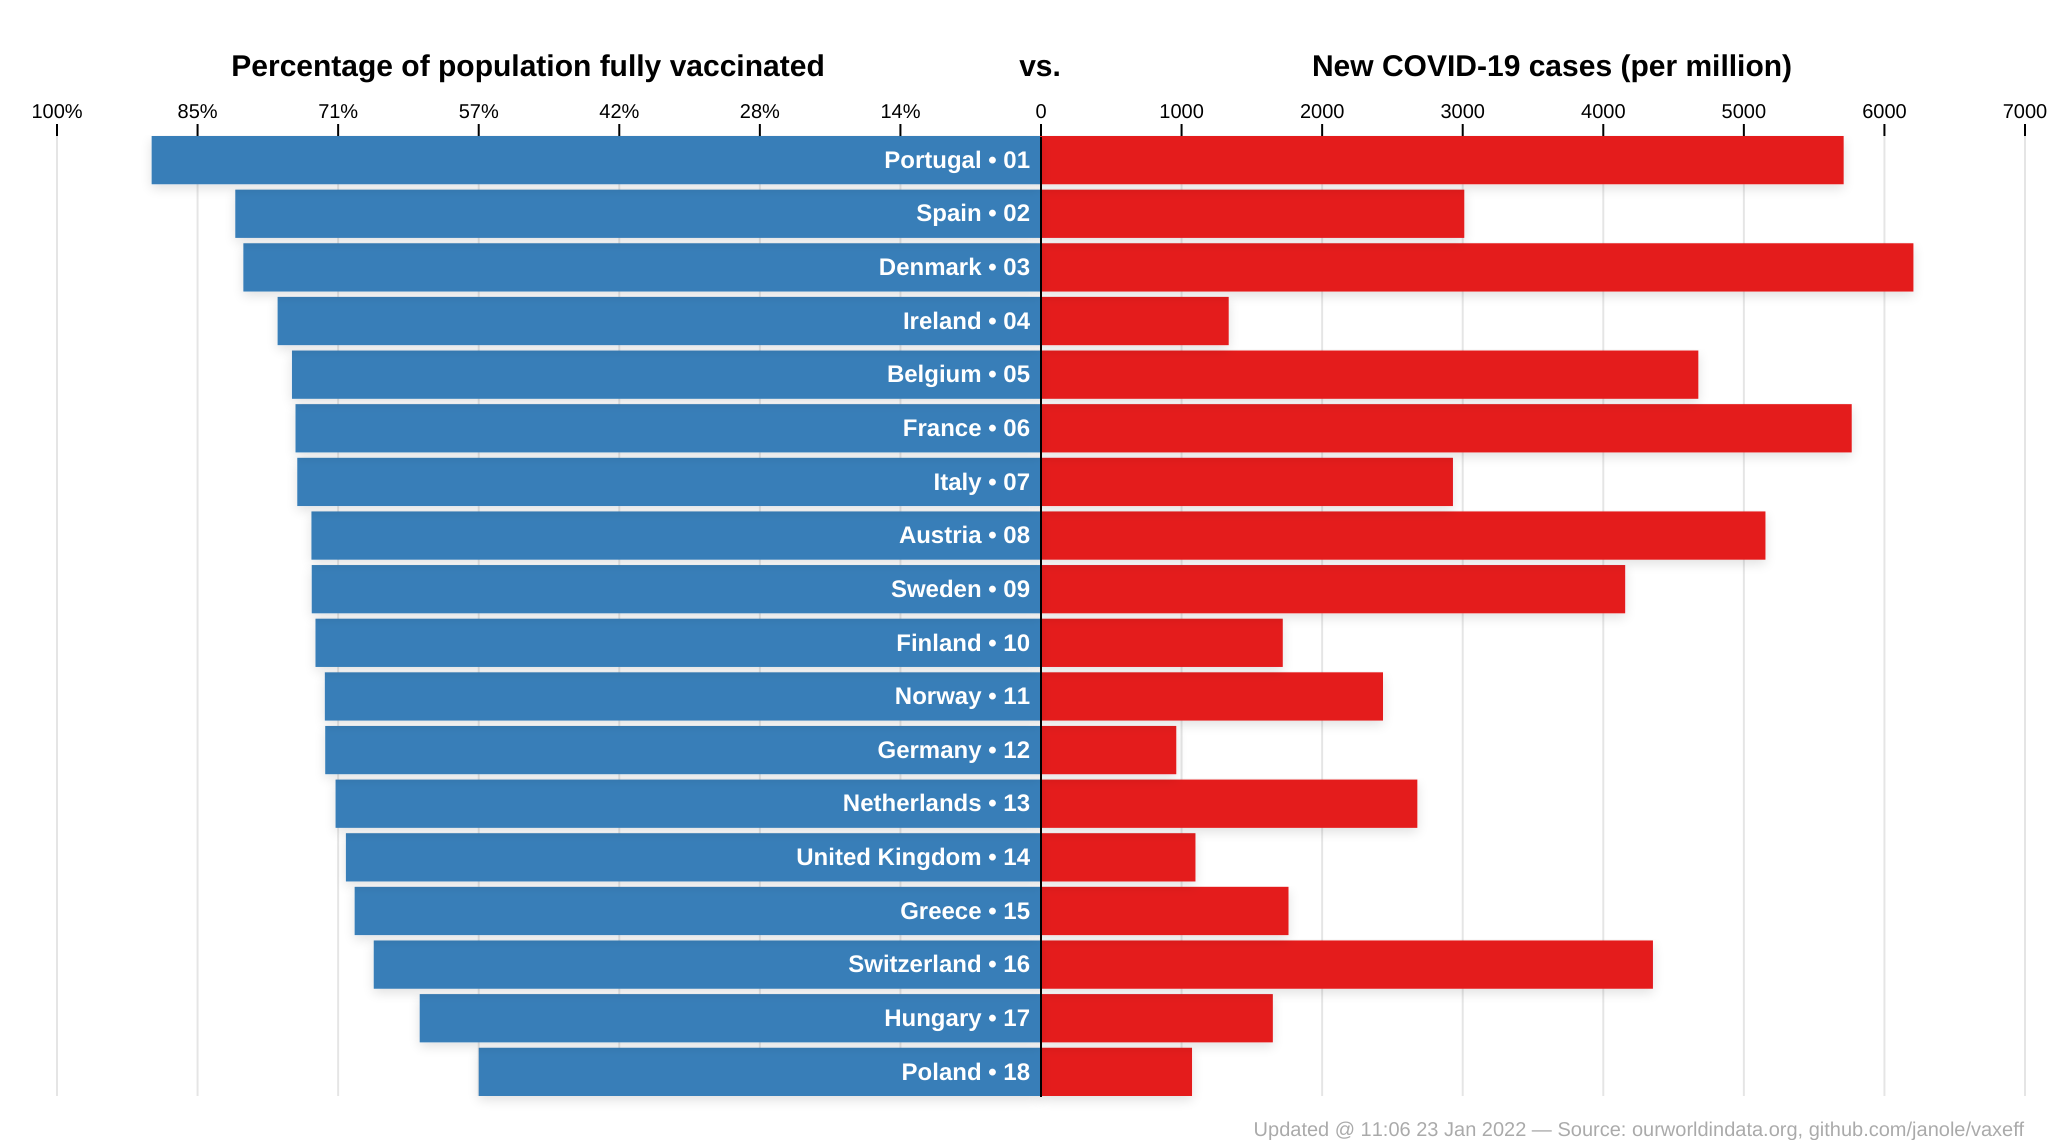 Percentage of population fully vaccinated vs. New COVID-19 cases (per million)
100% 85% 71% 57% 42% 28% 14% 0 1000 2000 3000 4000 5000 6000 7000
Portugal • 01
Spain • 02
Denmark • 03
Ireland • 04
Belgium • 05
France • 06
Italy • 07
Austria • 08
Sweden • 09
Finland • 10
Norway • 11
Germany • 12
Netherlands • 13
United Kingdom • 14
Greece • 15
Switzerland • 16
Hungary • 17
Poland • 18
Updated @ 11:06 23 Jan 2022 — Source: ourworldindata.org, github.com/janole/vaxeff